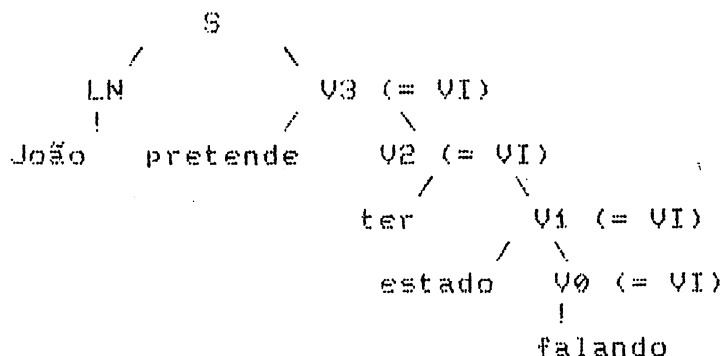 S
/ \
LN V3 (= VI)
! / \
João pretende V2 (= VI)
/ \
ter V1 (= VI)
/ \
estado V0 (= VI)
!
falando